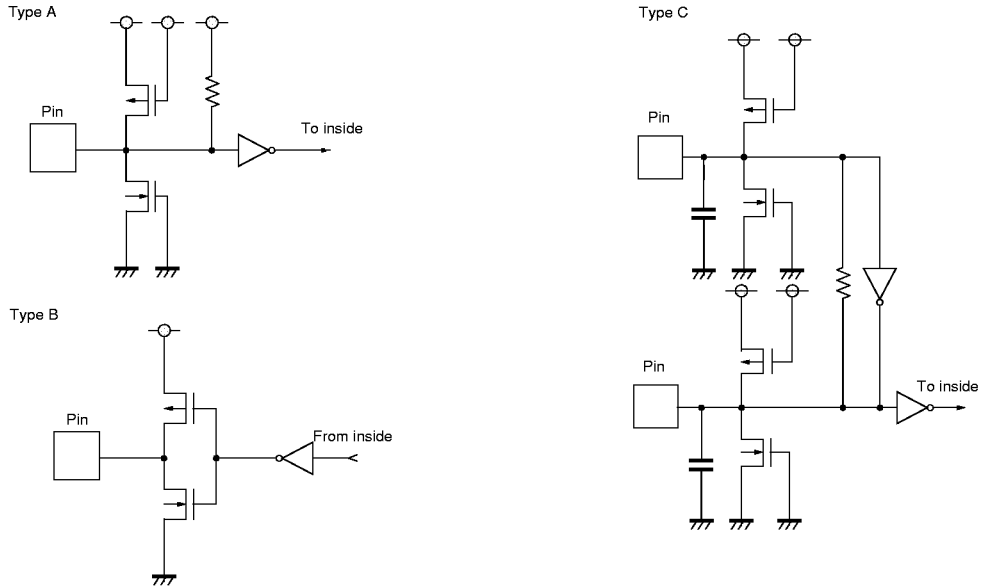 Type A
Pin
To inside
Type B
Pin
From inside
Type C
Pin
Pin
To inside